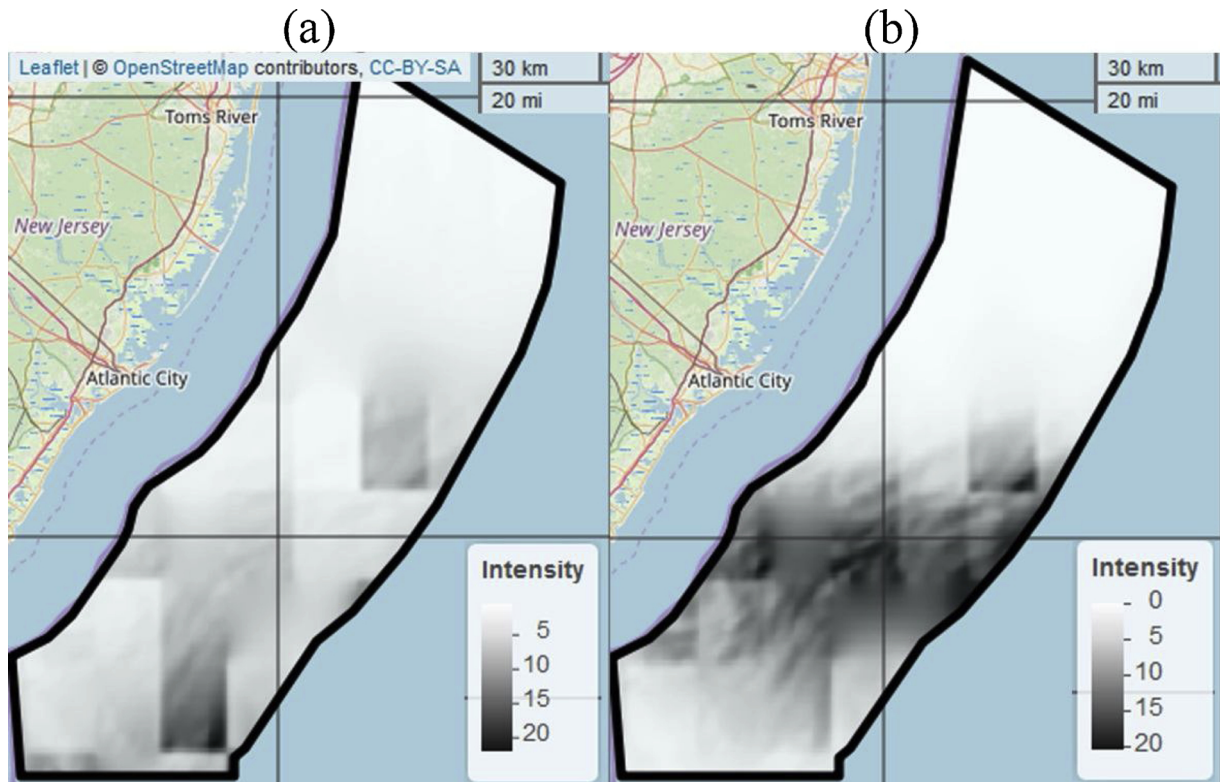 (a)
(b)
Leaflet | © OpenStreetMap contributors, CC-BY-SA
30 km
20 mi
Toms River
New Jersey
Atlantic City
Intensity
5
10
15
20
30 km
20 mi
Toms River
New Jersey
Atlantic City
Intensity
0
5
10
15
20